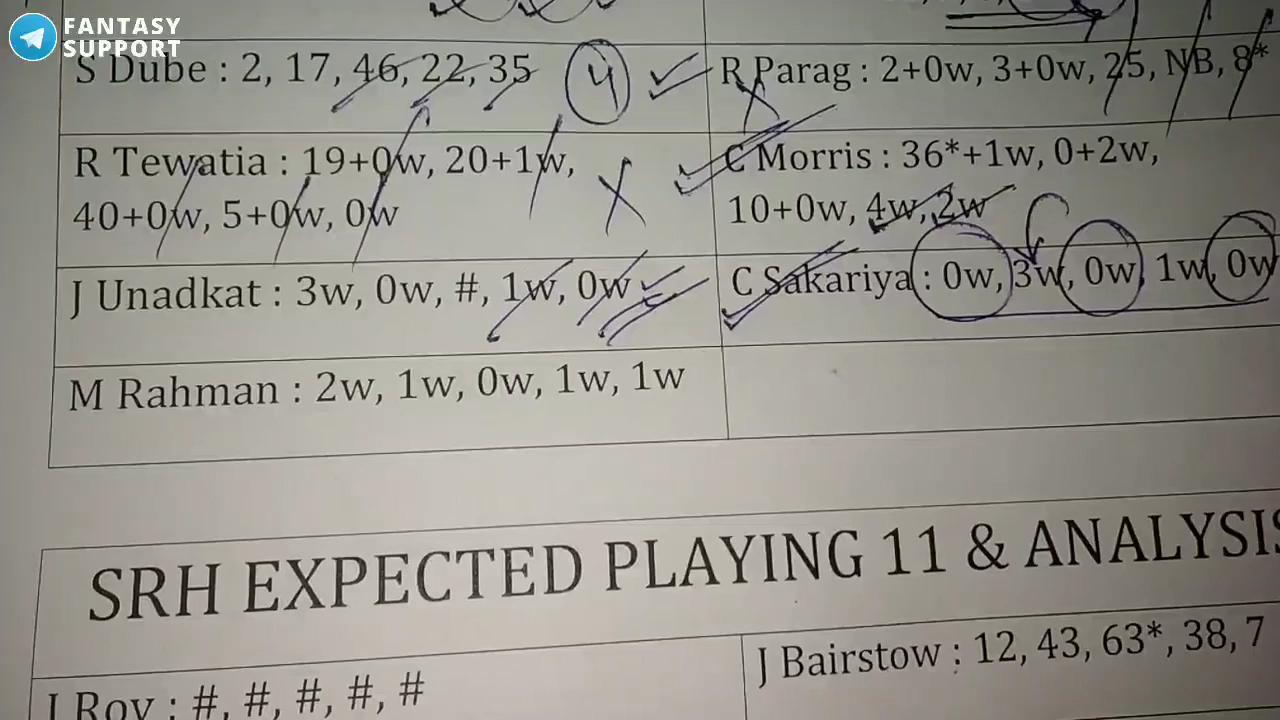 FANTASY
SUPPORT
S Dube : 2, 17, 46, 22, 35
4
R Parag : 2+0w, 3+0w, 25, NB, 8*
R Tewatia : 19+0w, 20+1w,
40+0w, 5+0w, 0w
C Morris : 36*+1w, 0+2w,
10+0w, 4w, 2w
J Unadkat : 3w, 0w, #, 1w, 0w
C Sakariya : 0w, 3w, 0w, 1w, 0w
M Rahman : 2w, 1w, 0w, 1w, 1w
SRH EXPECTED PLAYING 11 & ANALYSIS
J Roy : #, #, #, #, #
J Bairstow : 12, 43, 63*, 38, 7